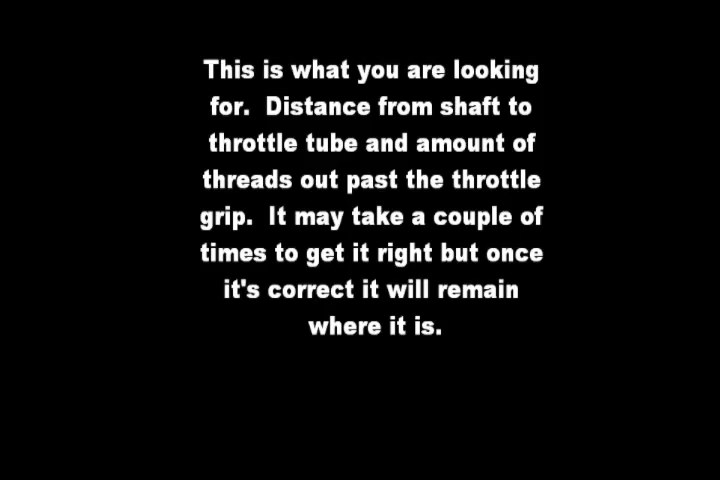 This is what you are looking
for.  Distance from shaft to
throttle tube and amount of
threads out past the throttle
grip.  It may take a couple of
times to get it right but once
it's correct it will remain
where it is.